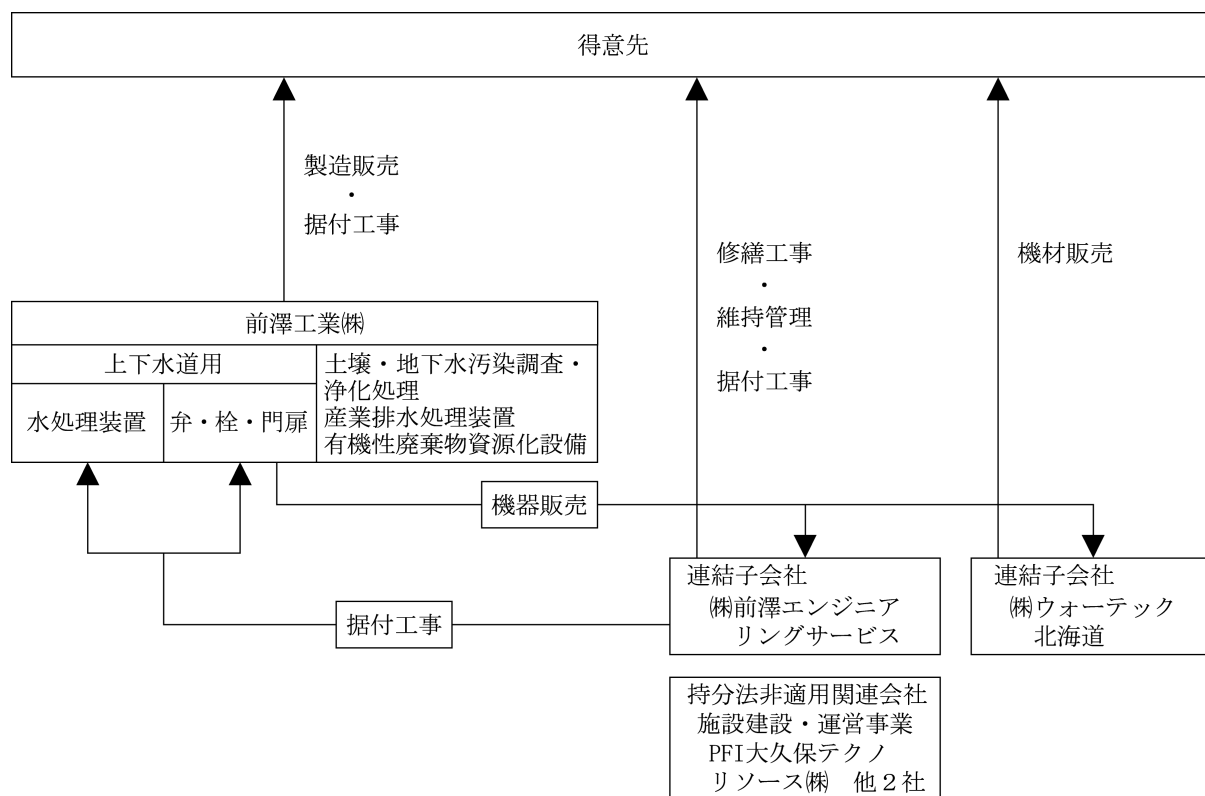 得意先
製造販売
・
据付工事
修繕工事
・
維持管理
・
据付工事
機材販売
前澤工業㈱
上下水道用
水処理装置
弁・栓・門扉
土壌・地下水汚染調査・
浄化処理
産業排水処理装置
有機性廃棄物資源化設備
機器販売
据付工事
連結子会社
㈱前澤エンジニア
リングサービス
連結子会社
㈱ウォーテック
北海道
持分法非適用関連会社
施設建設・運営事業
PFI大久保テクノ
リソース㈱　他２社